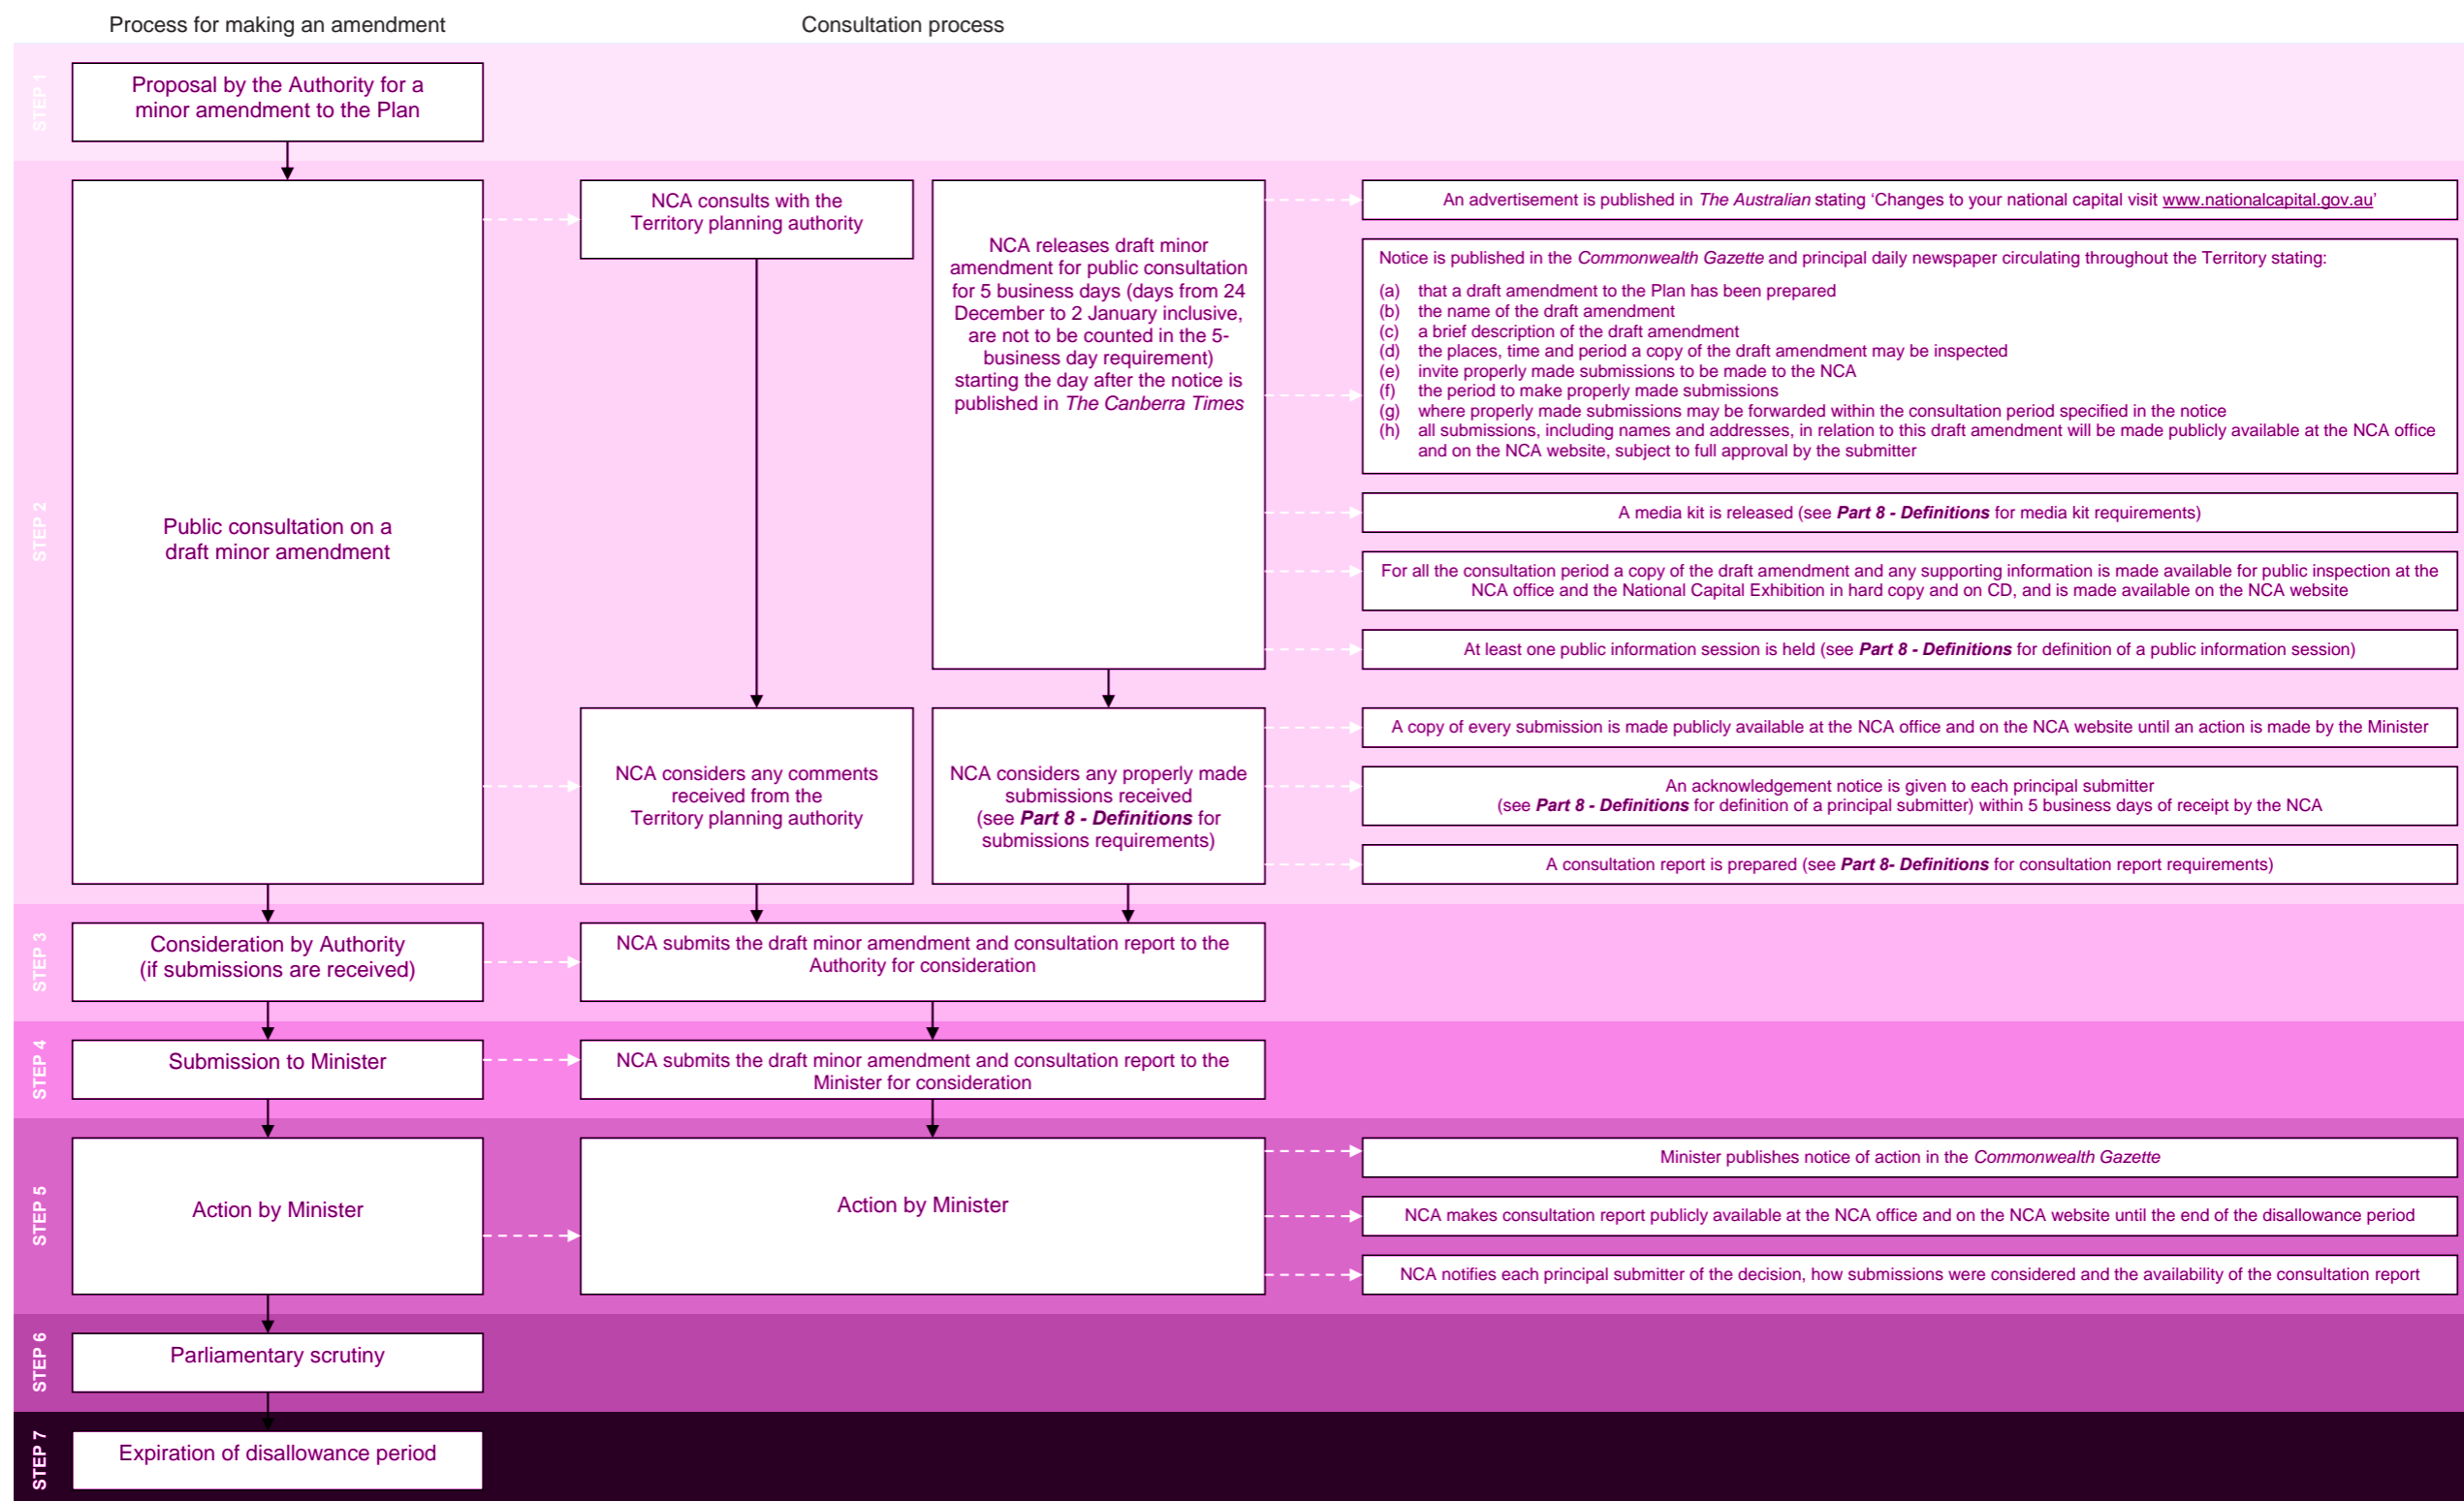 Process for making an amendment
Consultation process
STEP 1
Proposal by the Authority for a
minor amendment to the Plan
STEP 2
Public consultation on a
draft minor amendment
NCA consults with the
Territory planning authority
NCA releases draft minor
amendment for public consultation
for 5 business days (days from 24
December to 2 January inclusive,
are not to be counted in the 5-
business day requirement)
starting the day after the notice is
published in The Canberra Times
An advertisement is published in The Australian stating ‘Changes to your national capital visit www.nationalcapital.gov.au’
Notice is published in the Commonwealth Gazette and principal daily newspaper circulating throughout the Territory stating:
(a) that a draft amendment to the Plan has been prepared
(b) the name of the draft amendment
(c) a brief description of the draft amendment
(d) the places, time and period a copy of the draft amendment may be inspected
(e) invite properly made submissions to be made to the NCA
(f) the period to make properly made submissions
(g) where properly made submissions may be forwarded within the consultation period specified in the notice
(h) all submissions, including names and addresses, in relation to this draft amendment will be made publicly available at the NCA office
and on the NCA website, subject to full approval by the submitter
A media kit is released (see Part 8 - Definitions for media kit requirements)
For all the consultation period a copy of the draft amendment and any supporting information is made available for public inspection at the
NCA office and the National Capital Exhibition in hard copy and on CD, and is made available on the NCA website
At least one public information session is held (see Part 8 - Definitions for definition of a public information session)
NCA considers any comments
received from the
Territory planning authority
NCA considers any properly made
submissions received
(see Part 8 - Definitions for
submissions requirements)
A copy of every submission is made publicly available at the NCA office and on the NCA website until an action is made by the Minister
An acknowledgement notice is given to each principal submitter
(see Part 8 - Definitions for definition of a principal submitter) within 5 business days of receipt by the NCA
A consultation report is prepared (see Part 8- Definitions for consultation report requirements)
STEP 3
Consideration by Authority
(if submissions are received)
NCA submits the draft minor amendment and consultation report to the
Authority for consideration
STEP 4
Submission to Minister
NCA submits the draft minor amendment and consultation report to the
Minister for consideration
STEP 5
Action by Minister
Action by Minister
Minister publishes notice of action in the Commonwealth Gazette
NCA makes consultation report publicly available at the NCA office and on the NCA website until the end of the disallowance period
NCA notifies each principal submitter of the decision, how submissions were considered and the availability of the consultation report
STEP 6
Parliamentary scrutiny
STEP 7
Expiration of disallowance period